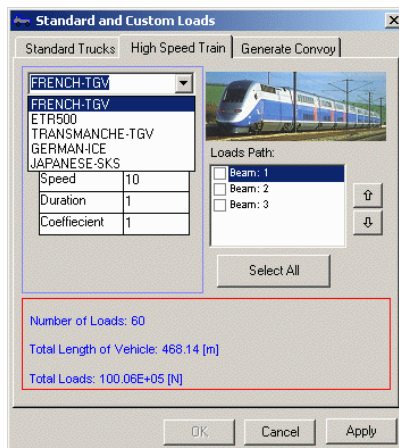 Standard and Custom Loads
Standard Trucks High Speed Train Generate Convoy
FRENCH-TGV
FRENCH-TGV
ETR500
TRANSMANCHE-TGV
GERMAN-ICE
JAPANESE-SKS
Speed 10
Duration 1
Coeffiecient 1
Loads Path:
Beam: 1
Beam: 2
Beam: 3
Select All
Number of Loads: 60
Total Length of Vehicle: 468.14 [m]
Total Loads: 100.06E+05 [N]
OK Cancel Apply